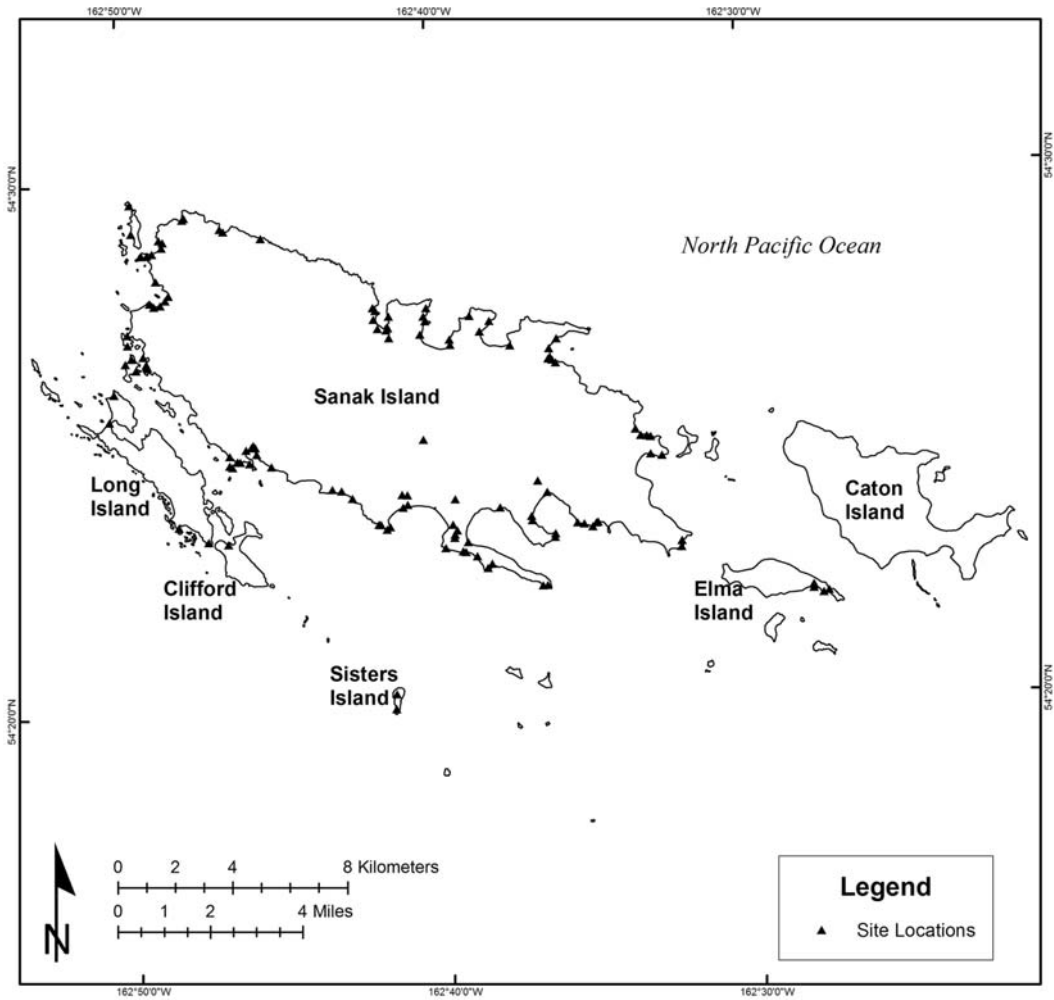 162°50'0"W 162°40'0"W 162°30'0"W
54°30'0"N
54°30'0"N
North Pacific Ocean
Sanak Island
Long
Island
Caton
Island
Clifford
Island
Elma
Island
Sisters
Island
54°20'0"N
54°20'0"N
0 2 4 8 Kilometers
0 1 2 4 Miles
N
Legend
Site Locations
162°50'0"W 162°40'0"W 162°30'0"W